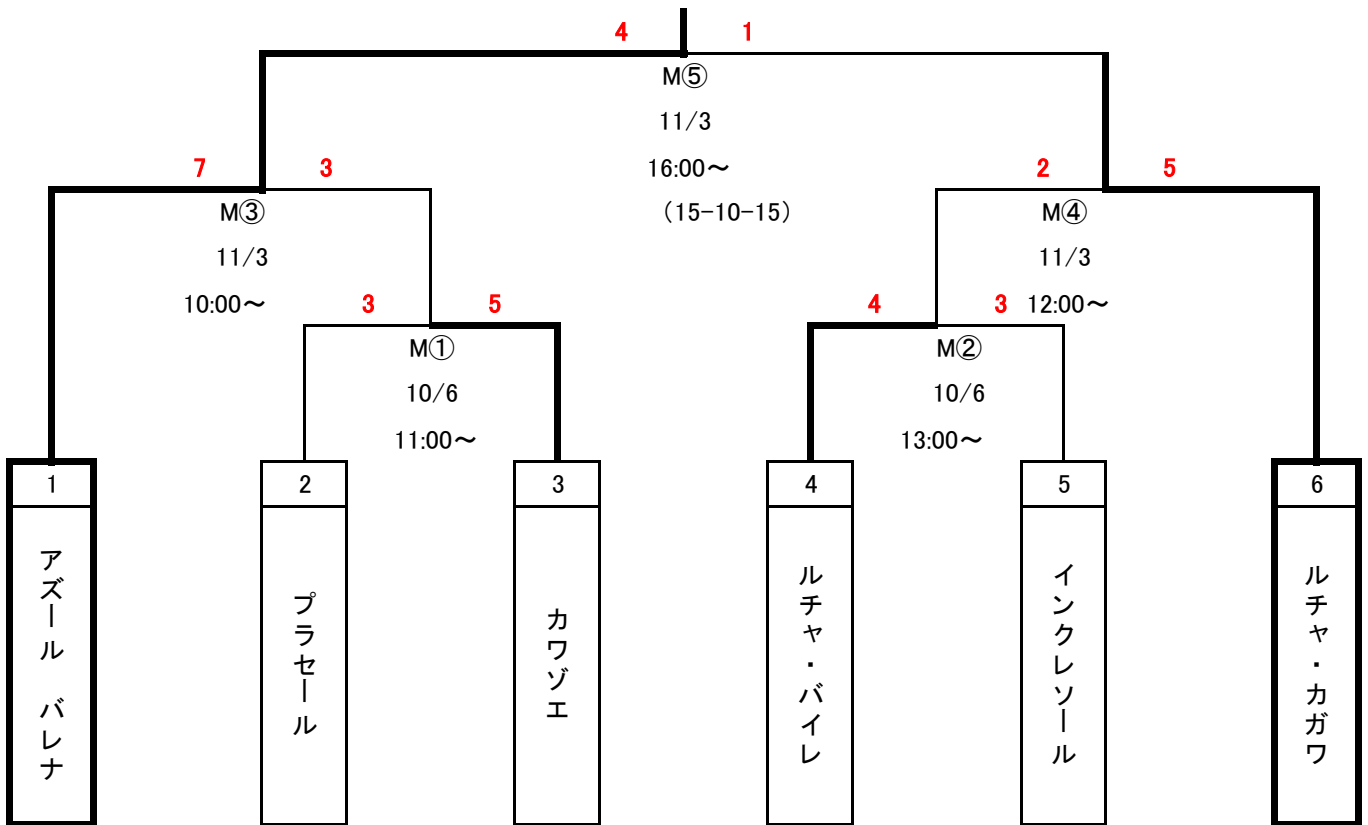 4 1
M⑤
11/3
16:00～
(15-10-15)
7 3
M③
11/3
10:00～
2 5
M④
11/3
12:00～
3 5
M①
10/6
11:00～
4 3
M②
10/6
13:00～
1
アズール バレナ
2
プラセール
3
カワゾエ
4
ルチャ・バイレ
5
インクレソール
6
ルチャ・カガワ